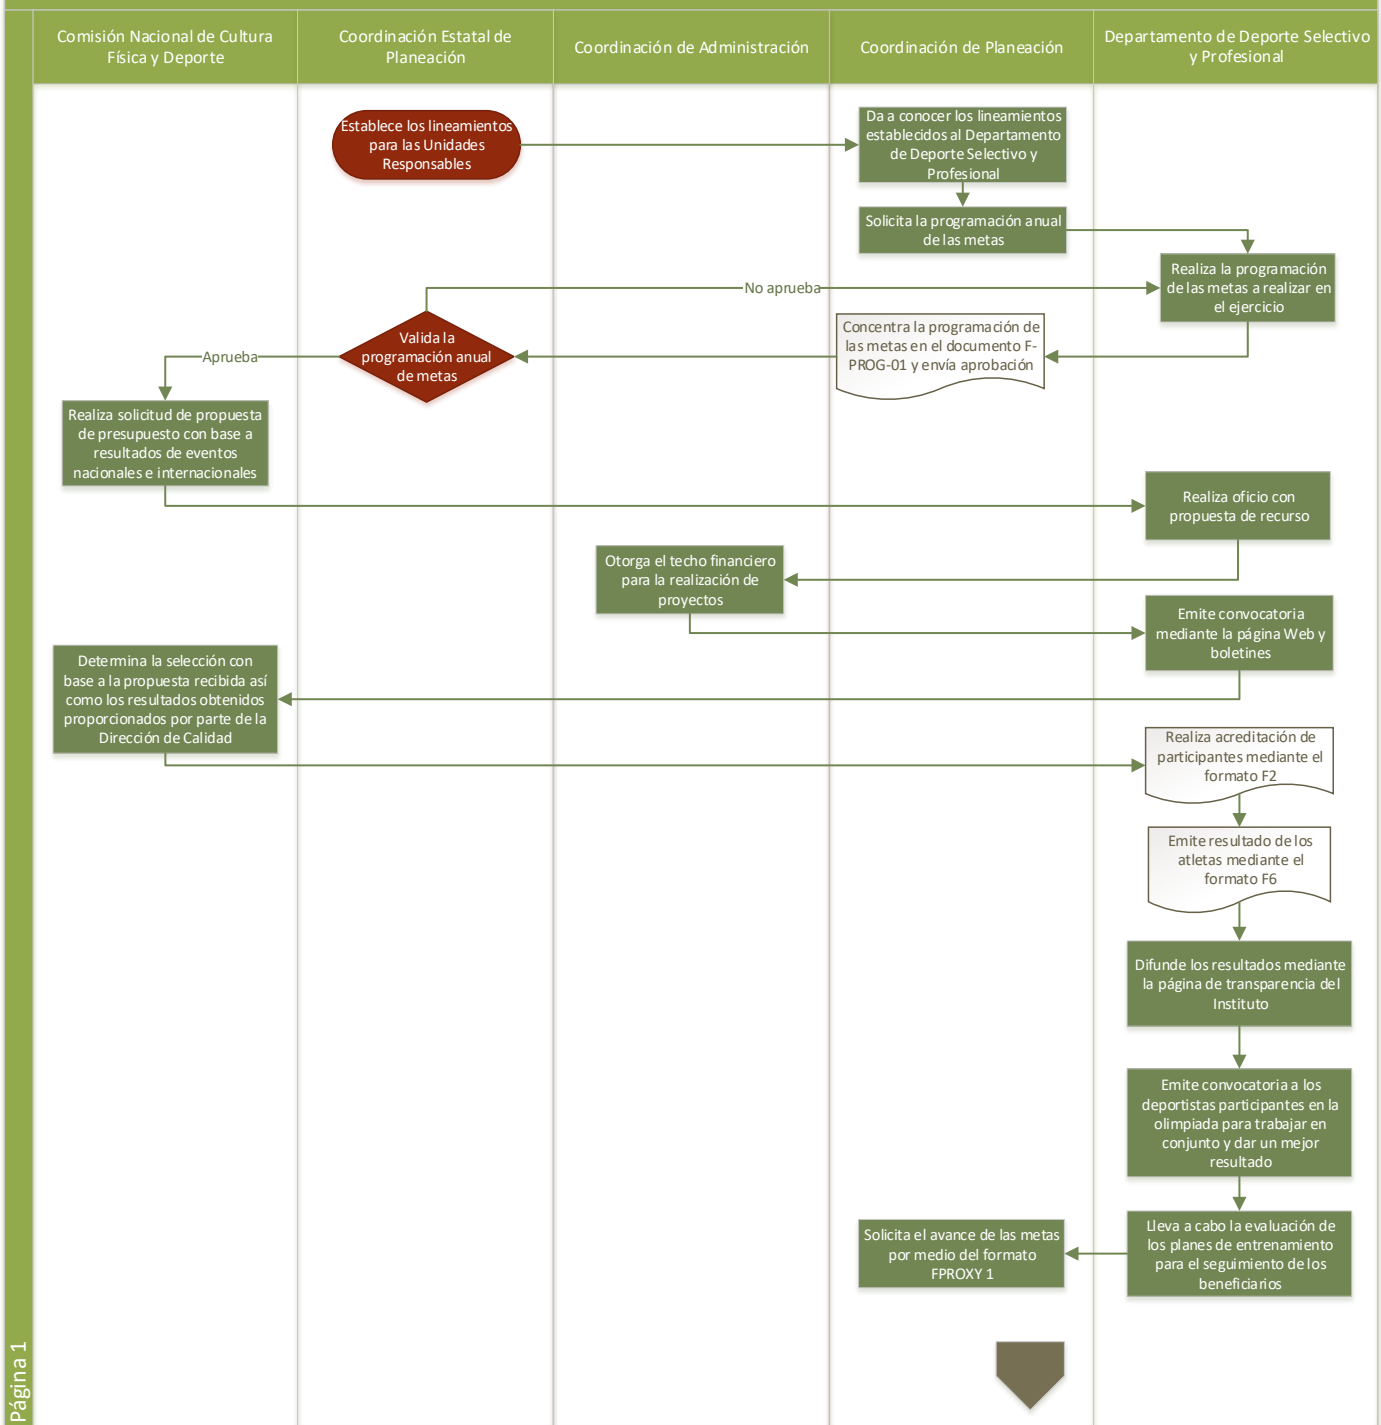 Comisión Nacional de Cultura
Física y Deporte
Coordinación Estatal de
Planeación
Coordinación de Administración
Coordinación de Planeación
Departamento de Deporte Selectivo
y Profesional
Establece los lineamientos
para las Unidades
Responsables
Da a conocer los lineamientos
establecidos al Departamento
de Deporte Selectivo y
Profesional
Solicita la programación anual
de las metas
Realiza la programación
de las metas a realizar en
el ejercicio
No aprueba
Concentra la programación de
las metas en el documento F-
PROG-01 y envía aprobación
Valida la
programación anual
de metas
Aprueba
Realiza solicitud de propuesta
de presupuesto con base a
resultados de eventos
nacionales e internacionales
Realiza oficio con
propuesta de recurso
Otorga el techo financiero
para la realización de
proyectos
Emite convocatoria
mediante la página Web y
boletines
Determina la selección con
base a la propuesta recibida así
como los resultados obtenidos
proporcionados por parte de la
Dirección de Calidad
Realiza acreditación de
participantes mediante el
formato F2
Emite resultado de los
atletas mediante el
formato F6
Difunde los resultados mediante
la página de transparencia del
Instituto
Emite convocatoria a los
deportistas participantes en la
olimpiada para trabajar en
conjunto y dar un mejor
resultado
Lleva a cabo la evaluación de
los planes de entrenamiento
para el seguimiento de los
beneficiarios
Solicita el avance de las metas
por medio del formato
FPROXY 1
Página 1